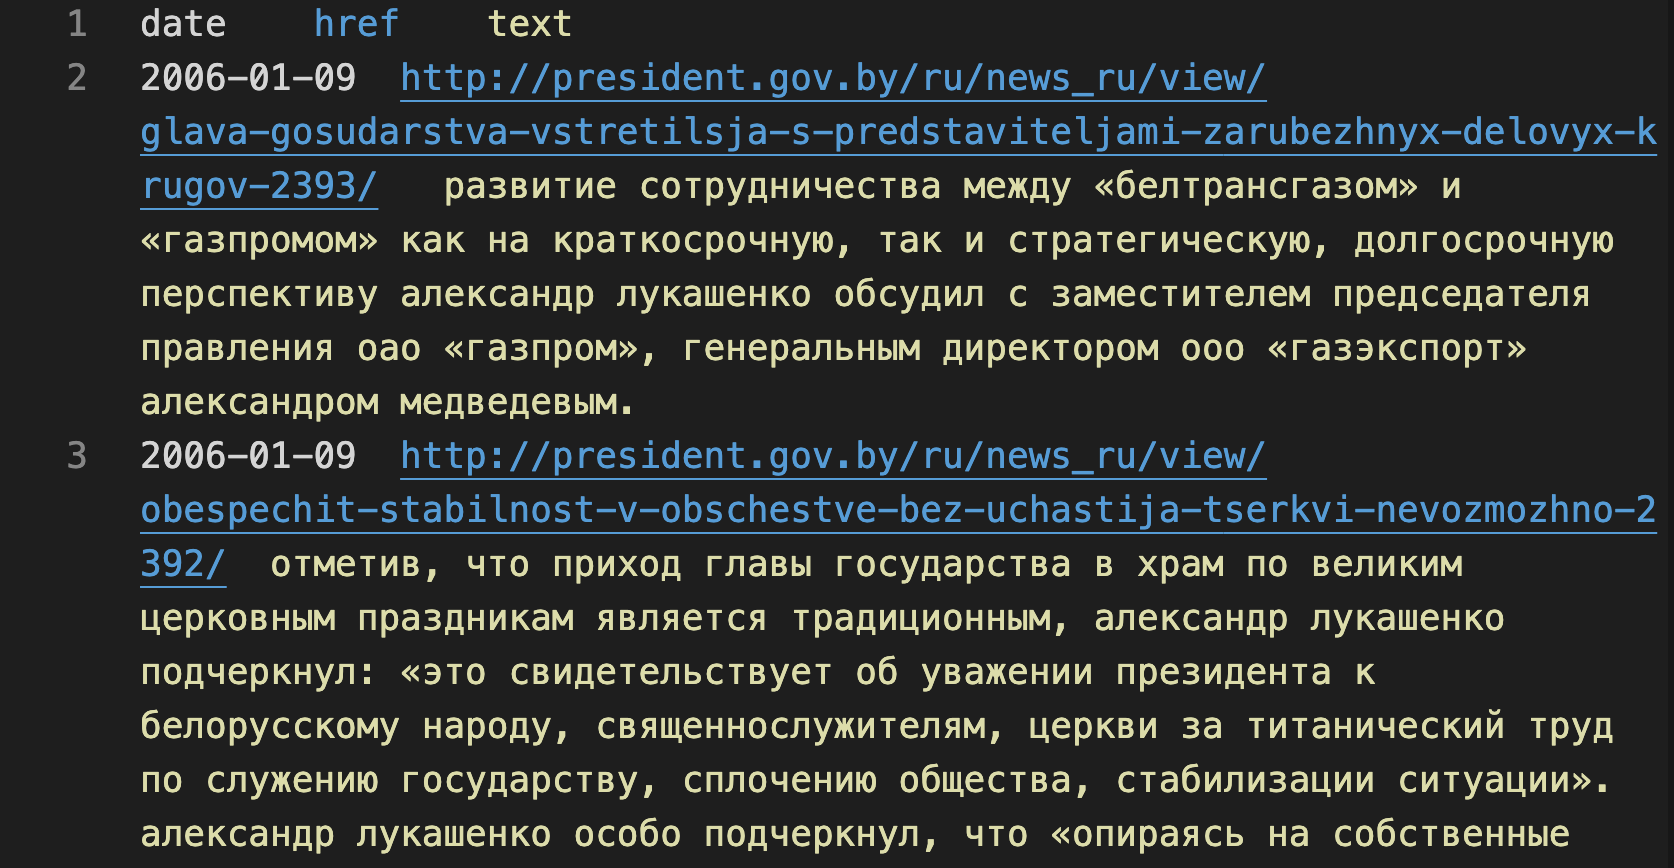 1 date href text
2 2006-01-09 http://president.gov.by/ru/news_ru/view/
glava-gosudarstva-vstretilsja-s-predstaviteljami-zarubezhnyx-delovyx-k
rugov-2393/ развитие сотрудничества между «белтрансгазом» и
«газпромом» как на краткосрочную, так и стратегическую, долгосрочную
перспективу александр лукашенко обсудил с заместителем председателя
правления оао «газпром», генеральным директором ооо «газэкспорт»
александром медведевым.
3 2006-01-09 http://president.gov.by/ru/news_ru/view/
obespechit-stabilnost-v-obschestve-bez-uchastija-tserkvi-nevozmozhno-2
392/ отметив, что приход главы государства в храм по великим
церковным праздникам является традиционным, александр лукашенко
подчеркнул: «это свидетельствует об уважении президента к
белорусскому народу, священнослужителям, церкви за титанический труд
по служению государству, сплочению общества, стабилизации ситуации».
александр лукашенко особо подчеркнул, что «опираясь на собственные